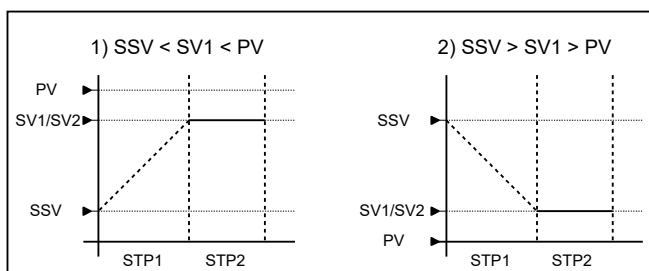 1) SSV < SV1 < PV
PV
SV1/SV2
SSV
STP1 STP2
2) SSV > SV1 > PV
SSV
SV1/SV2
PV
STP1 STP2